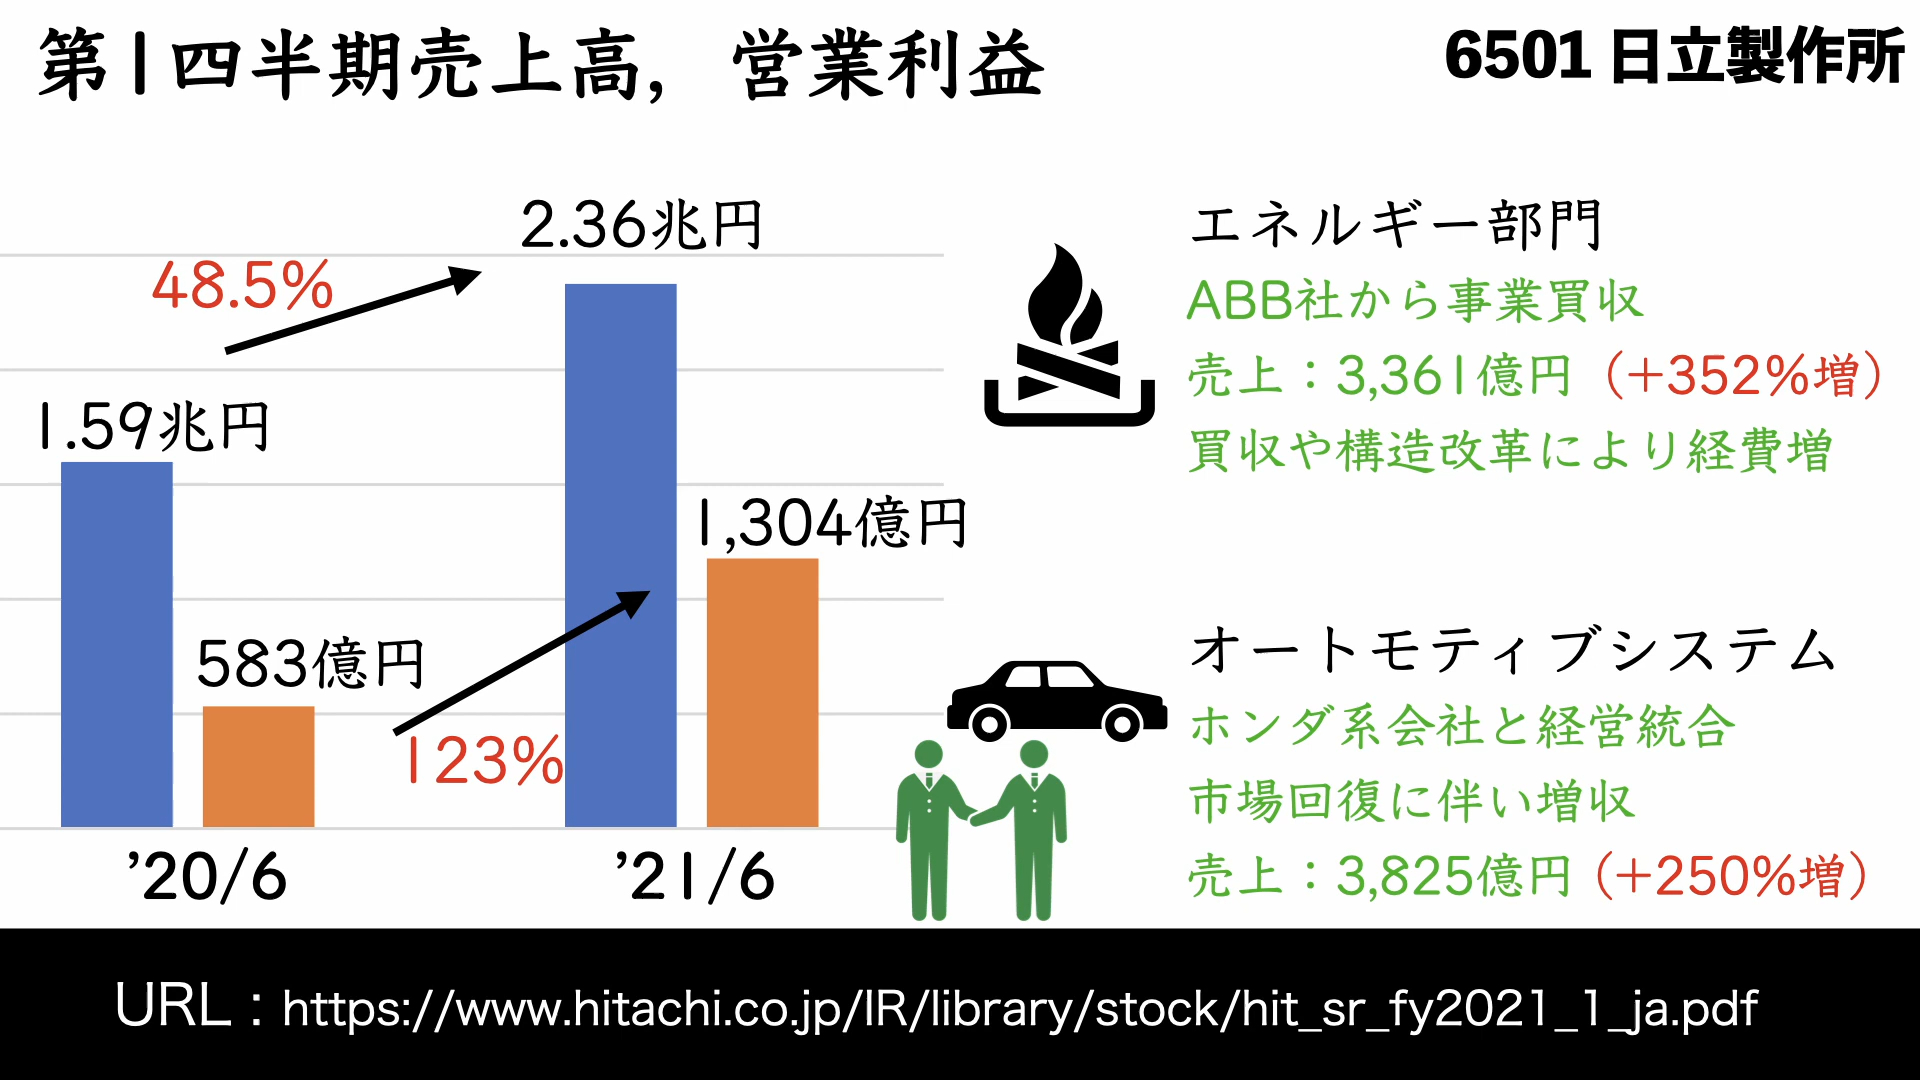 第1四半期売上高，営業利益
6501 日立製作所
2.36兆円
48.5%
1.59兆円
1,304億円
583億円
123%
’20/6
’21/6
エネルギー部門
ABB社から事業買収
売上：3,361億円（+352%増）
買収や構造改革により経費増
オートモティブシステム
ホンダ系会社と経営統合
市場回復に伴い増収
売上：3,825億円（+250%増）
URL：https://www.hitachi.co.jp/IR/library/stock/hit_sr_fy2021_1_ja.pdf